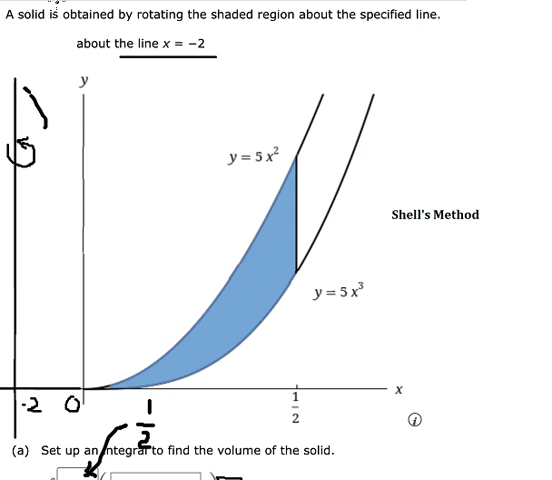 A solid is obtained by rotating the shaded region about the specified line.
about the line x = −2
y
y = 5x²
Shell's Method
y = 5x³
x
-2 0
1/2
1/2
i
(a) Set up an integral to find the volume of the solid.